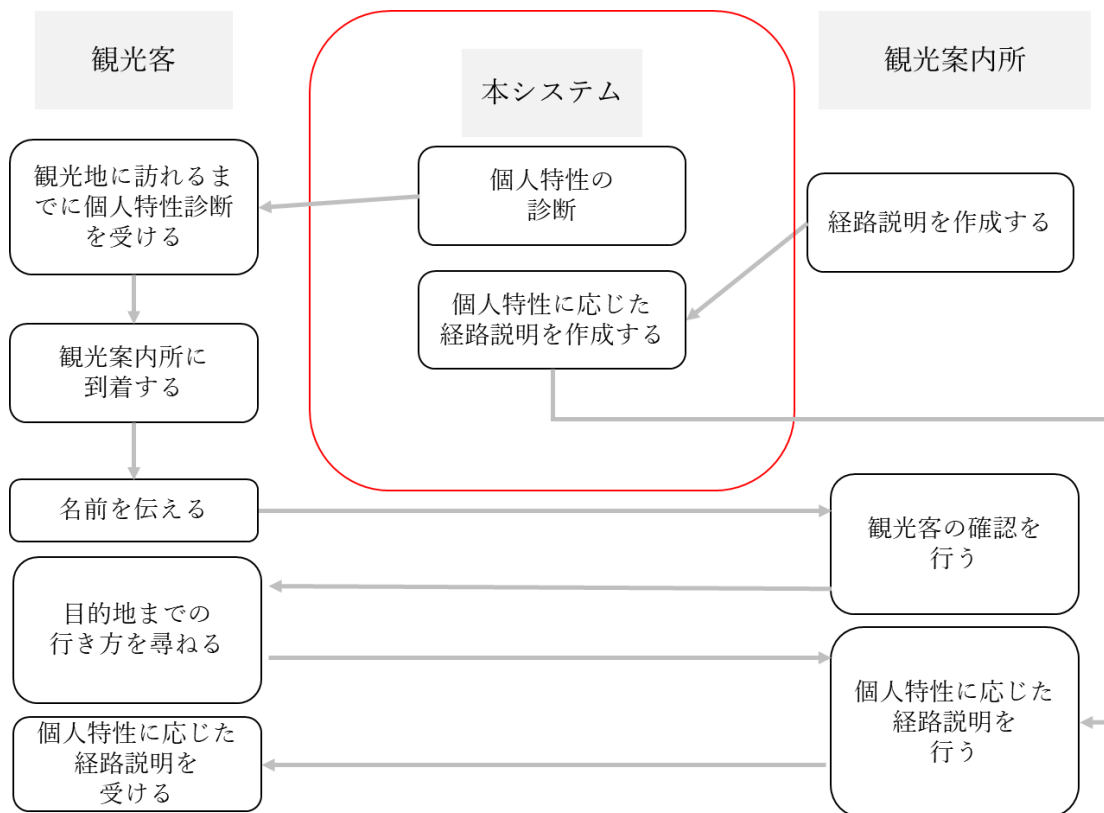 観光客
本システム
観光案内所
観光地に訪れるま
でに個人特性診断
を受ける
個人特性の
診断
経路説明を作成する
個人特性に応じた
経路説明を作成する
観光案内所に
到着する
名前を伝える
観光客の確認を
行う
目的地までの
行き方を尋ねる
個人特性に応じた
経路説明を
行う
個人特性に応じた
経路説明を
受ける